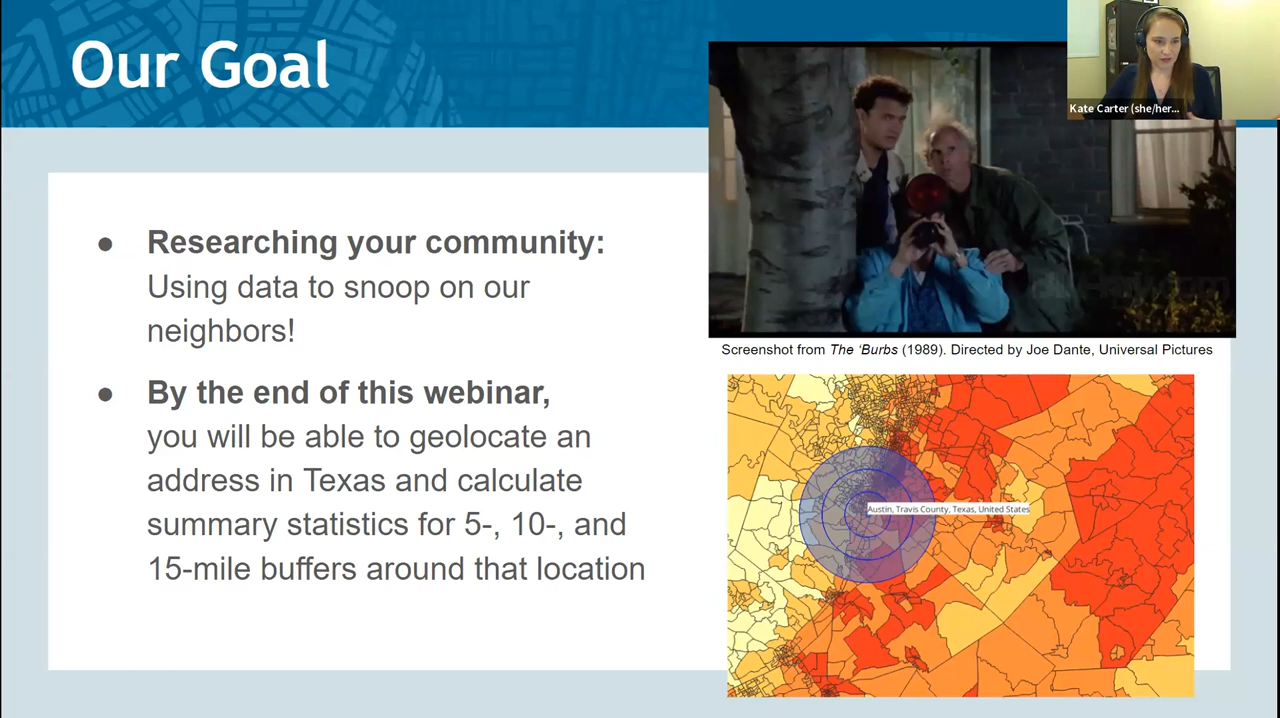 Our Goal
Kate Carter (she/her...
● Researching your community:
Using data to snoop on our
neighbors!
● By the end of this webinar,
you will be able to geolocate an
address in Texas and calculate
summary statistics for 5-, 10-, and
15-mile buffers around that location
Screenshot from The ‘Burbs (1989). Directed by Joe Dante, Universal Pictures
Austin, Travis County, Texas, United States